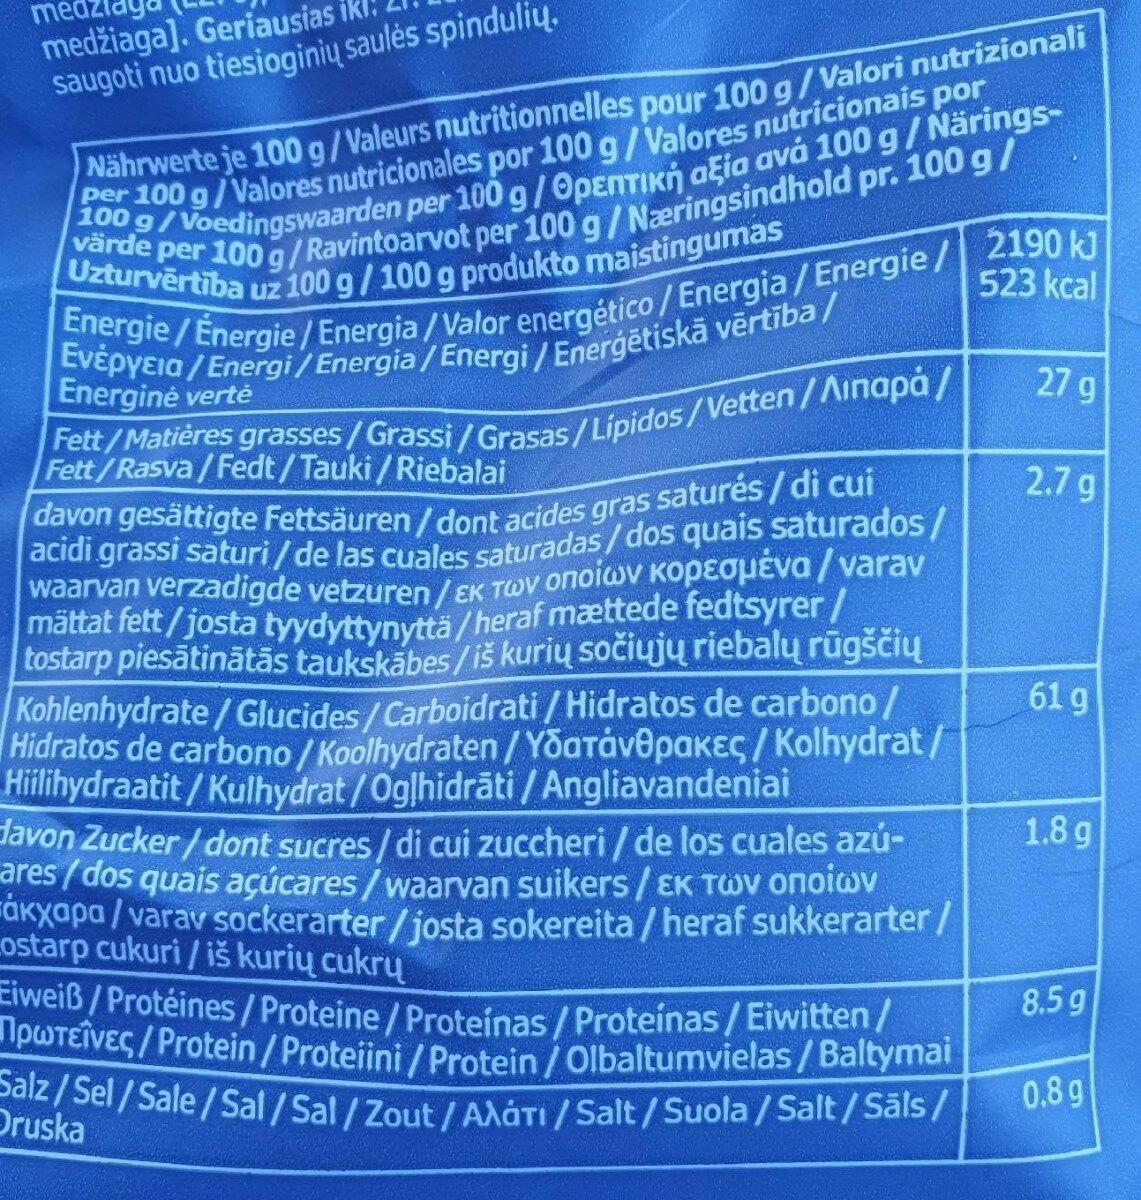 medžiaga]. Geriausias iki:
saugoti nuo tiesioginių saulės spindulių.
Nährwerte je 100 g / Valeurs nutritionnelles pour 100 g / Valori nutrizionali
per 100 g / Valores nutricionales por 100 g / Valores nutricionais por
100 g / Voedingswaarden per 100 g / Θρεπτική αξία ανά 100 g / Närings-
värde per 100 g / Ravintoarvot per 100 g / Næringsindhold pr. 100 g /
Uzturvērtība uz 100 g / 100 g produkto maistingumas
Energie / Énergie / Energia / Valor energético / Energia / Energie / 2190 kJ
Ενέργεια / Energi / Energia / Energi / Enerģētiskā vērtība / 523 kcal
Energinė vertė
Fett / Matières grasses / Grassi / Grasas / Lípidos / Vetten / Λιπαρά / 27 g
Fett / Rasva / Fedt / Tauki / Riebalai
davon gesättigte Fettsäuren / dont acides gras saturés / di cui 2.7 g
acidi grassi saturi / de las cuales saturadas / dos quais saturados /
waarvan verzadigde vetzuren / εκ των οποίων κορεσμένα / varav
mättat fett / josta tyydyttynyttä / heraf mættede fedtsyrer /
tostarp piesātinātās taukskābes / iš kurių sočiųjų riebalų rūgščių
Kohlenhydrate / Glucides / Carboidrati / Hidratos de carbono / 61 g
Hidratos de carbono / Koolhydraten / Υδατάνθρακες / Kolhydrat /
Hiilihydraatit / Kulhydrat / Ogļhidrāti / Angliavandeniai
davon Zucker / dont sucres / di cui zuccheri / de los cuales azú- 1.8 g
ares / dos quais açúcares / waarvan suikers / εκ των οποίων
σάκχαρα / varav sockerarter / josta sokereita / heraf sukkerarter /
ostarp cukuri / iš kurių cukrų
Eiweiß / Protéines / Proteine / Proteínas / Proteínas / Eiwitten / 8.5 g
Πρωτεΐνες / Protein / Proteiini / Protein / Olbaltumvielas / Baltymai
Salz / Sel / Sale / Sal / Sal / Zout / Αλάτι / Salt / Suola / Salt / Sāls / 0.8 g
Druska